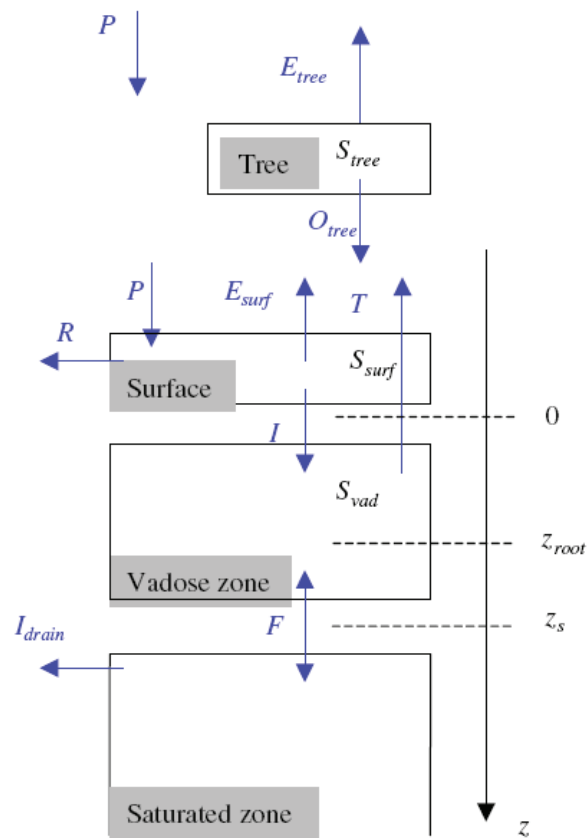 P
E_tree
Tree
S_tree
O_tree
P
E_surf
T
R
S_surf
Surface
0
I
S_vad
z_root
Vadose zone
I_drain
F
z_s
Saturated zone
z